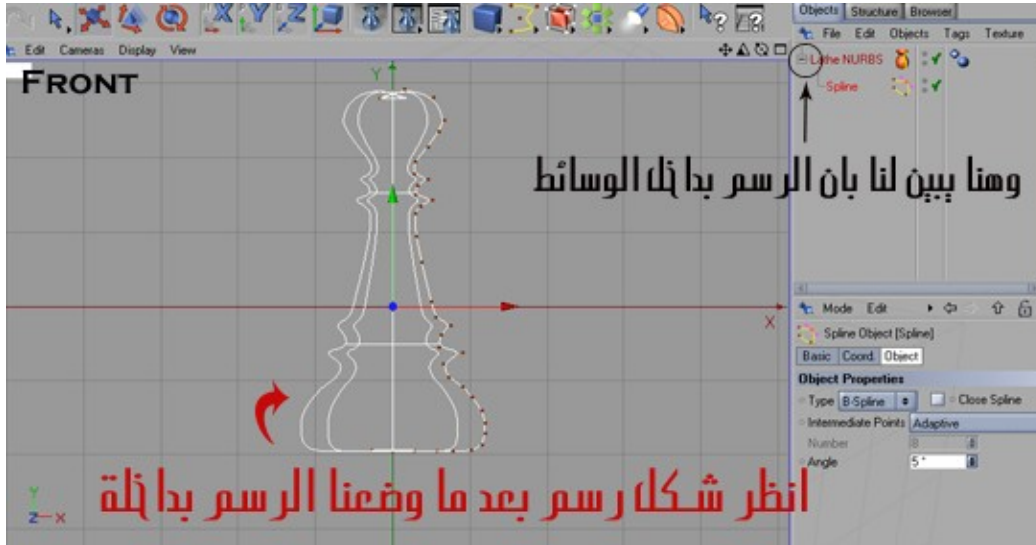 Objects Structure Browser
File Edit Objects Tags Texture
Edit Cameras Display View
FRONT
Y
Lathe NURBS
Spline
وهنا يبين لنا بان الرسم بداخل الوسائط
X
Mode Edit
Spline Object [Spline]
Basic Coord. Object
Object Properties
Type B-Spline Close Spline
Intermediate Points Adaptive
Number 8
Angle 5 °
انظر شكل رسم بعد ما وضعنا الرسم بداخلة
Y
Z X